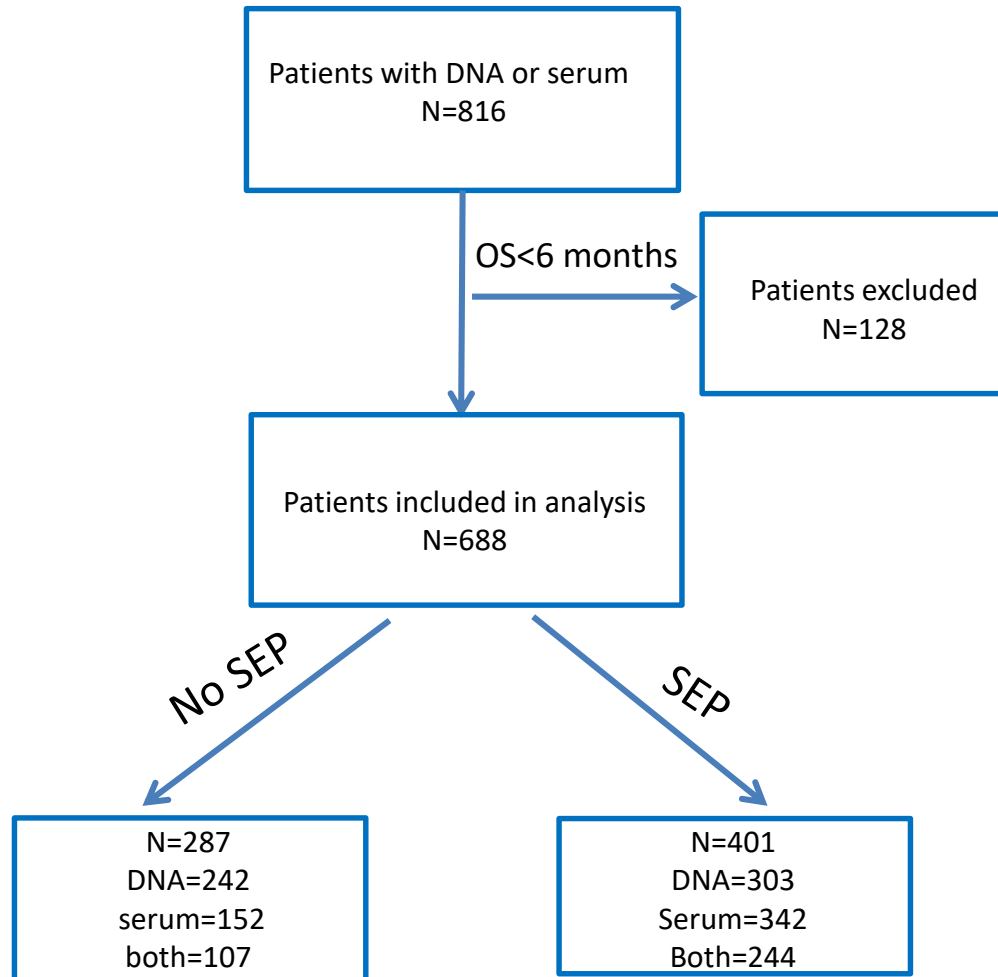 Patients with DNA or serum
N=816
OS<6 months
Patients excluded
N=128
Patients included in analysis
N=688
No SEP
SEP
N=287
DNA=242
serum=152
both=107
N=401
DNA=303
Serum=342
Both=244